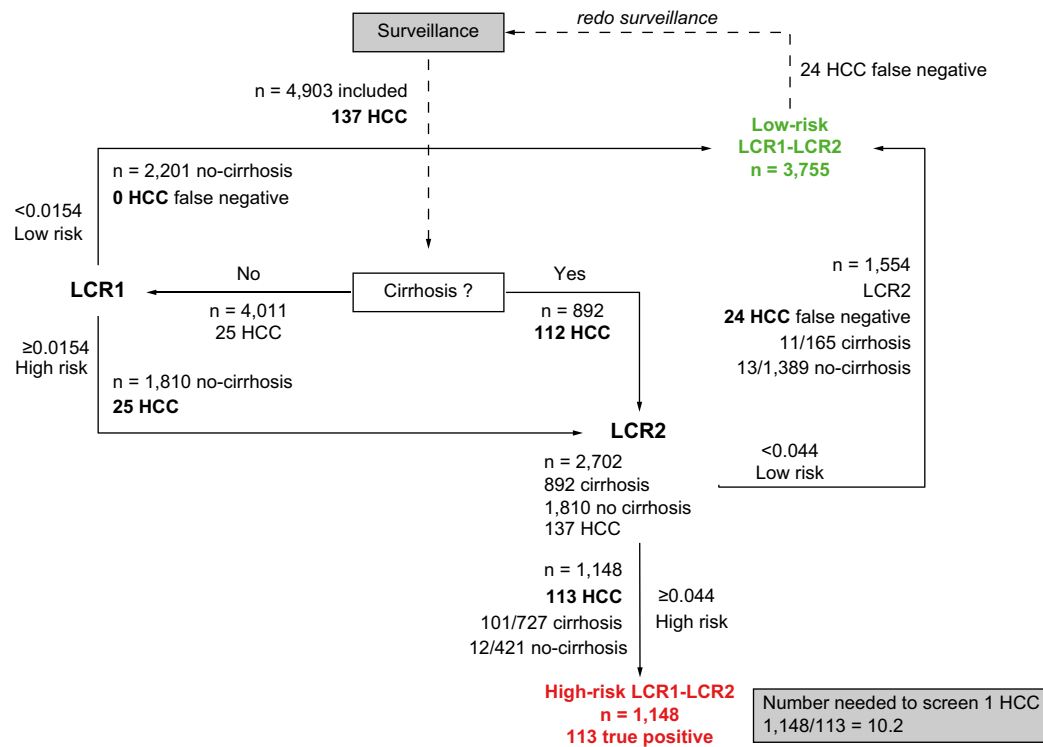 Surveillance
redo surveillance
24 HCC false negative
n = 4,903 included
137 HCC
Low-risk
LCR1-LCR2
n = 3,755
n = 2,201 no-cirrhosis
0 HCC false negative
<0.0154
Low risk
LCR1
No
n = 4,011
25 HCC
Cirrhosis ?
Yes
n = 892
112 HCC
n = 1,554
LCR2
24 HCC false negative
11/165 cirrhosis
13/1,389 no-cirrhosis
≥0.0154
High risk
n = 1,810 no-cirrhosis
25 HCC
LCR2
n = 2,702
892 cirrhosis
1,810 no cirrhosis
137 HCC
<0.044
Low risk
n = 1,148
113 HCC
101/727 cirrhosis
12/421 no-cirrhosis
≥0.044
High risk
High-risk LCR1-LCR2
n = 1,148
113 true positive
Number needed to screen 1 HCC
1,148/113 = 10.2